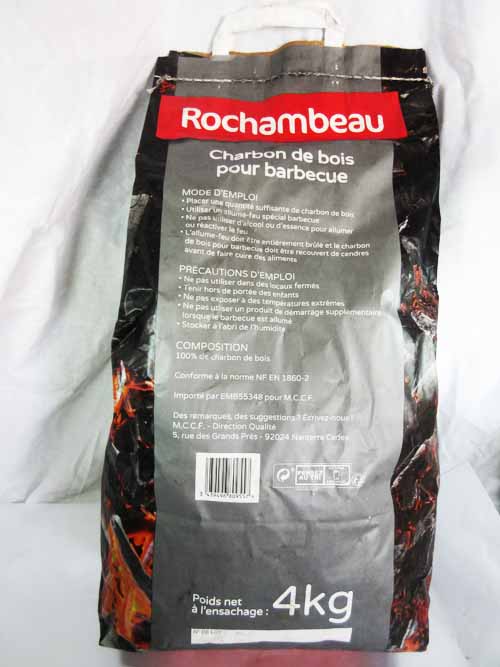 Rochambeau
Charbon de bois
pour barbecue
MODE D'EMPLOI
• Placer une quantité suffisante de charbon de bois
• Utiliser un allume-feu spécial barbecue
• Ne pas utiliser d'alcool ou d'essence pour allumer
ou réactiver le feu
• L'allume-feu doit être entièrement brûlé et le charbon
de bois pour barbecue doit être recouvert de cendres
avant de faire cuire des aliments
PRÉCAUTIONS D'EMPLOI
• Ne pas utiliser dans des locaux fermés
• Tenir hors de portée des enfants
• Ne pas exposer à des températures extrêmes
• Ne pas utiliser un produit de démarrage supplémentaire
lorsque le barbecue est allumé
• Stocker à l'abri de l'humidité
COMPOSITION
100% de charbon de bois
Conforme à la norme NF EN 1860-2
Importé par EMB55348 pour M.C.C.F.
Des remarques, des suggestions ? Écrivez-nous !
M.C.C.F. - Direction Qualité
5, rue des Grands Prés - 92024 Nanterre Cedex
Poids net
à l'ensachage : 4kg